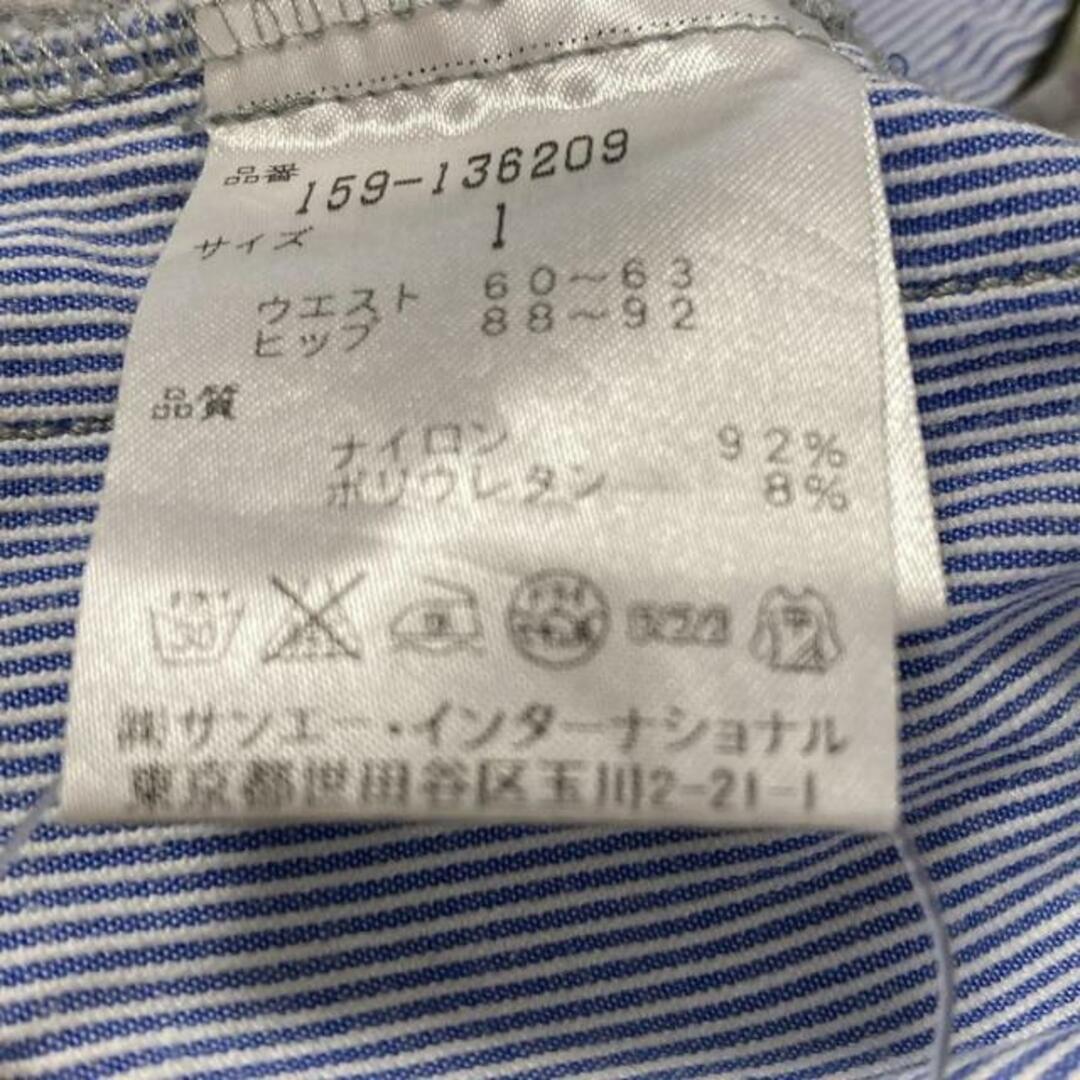 品番 159-136209
サイズ 1
ウエスト 60~63
ヒップ 88~92
品質
ナイロン 92%
ポリウレタン 8%
30
㈱サンエー・インターナショナル
東京都世田谷区玉川2-21-1